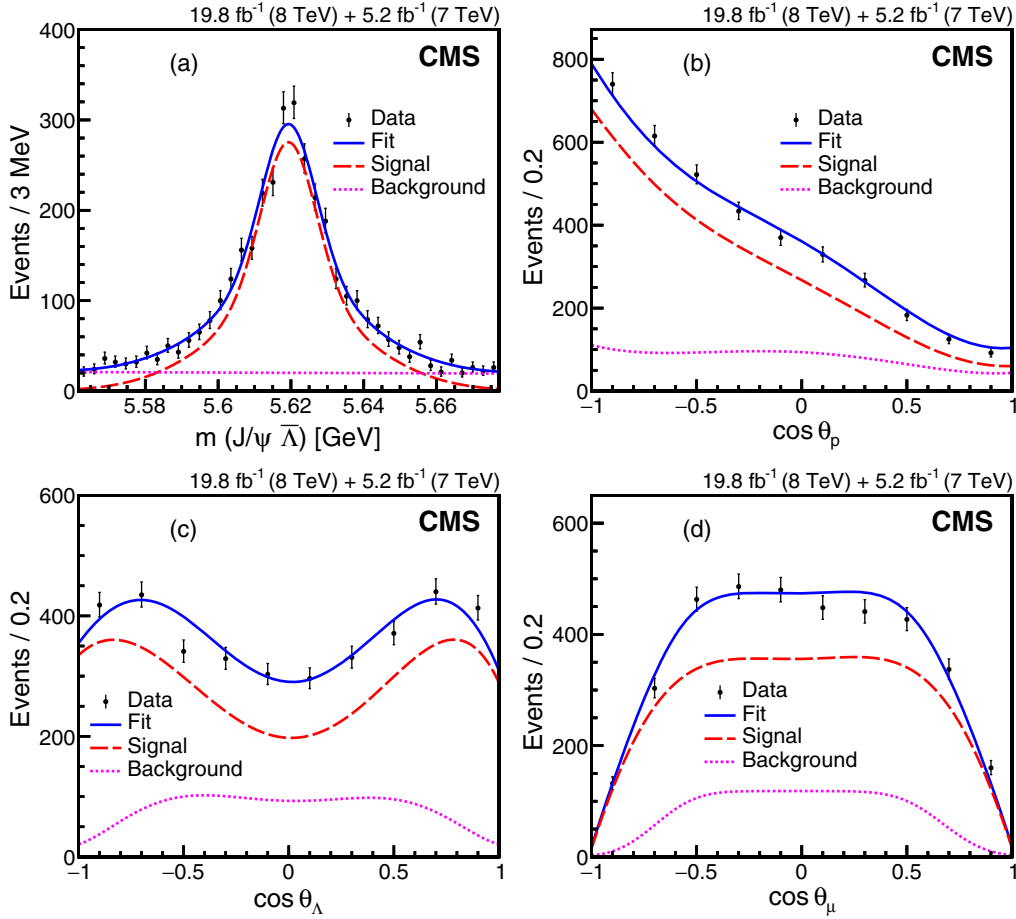 19.8 fb⁻¹ (8 TeV) + 5.2 fb⁻¹ (7 TeV)
(a)
CMS
Data
Fit
Signal
Background
Events / 3 MeV
400
300
200
100
0
5.58
5.6
5.62
5.64
5.66
m (J/ψ Λ̅) [GeV]
19.8 fb⁻¹ (8 TeV) + 5.2 fb⁻¹ (7 TeV)
(b)
CMS
Data
Fit
Signal
Background
Events / 0.2
800
600
400
200
0
−1
−0.5
0
0.5
1
cos θₚ
19.8 fb⁻¹ (8 TeV) + 5.2 fb⁻¹ (7 TeV)
(c)
CMS
Data
Fit
Signal
Background
Events / 0.2
600
400
200
0
−1
−0.5
0
0.5
1
cos θ_Λ
19.8 fb⁻¹ (8 TeV) + 5.2 fb⁻¹ (7 TeV)
(d)
CMS
Data
Fit
Signal
Background
Events / 0.2
600
400
200
0
−1
−0.5
0
0.5
1
cos θ_μ